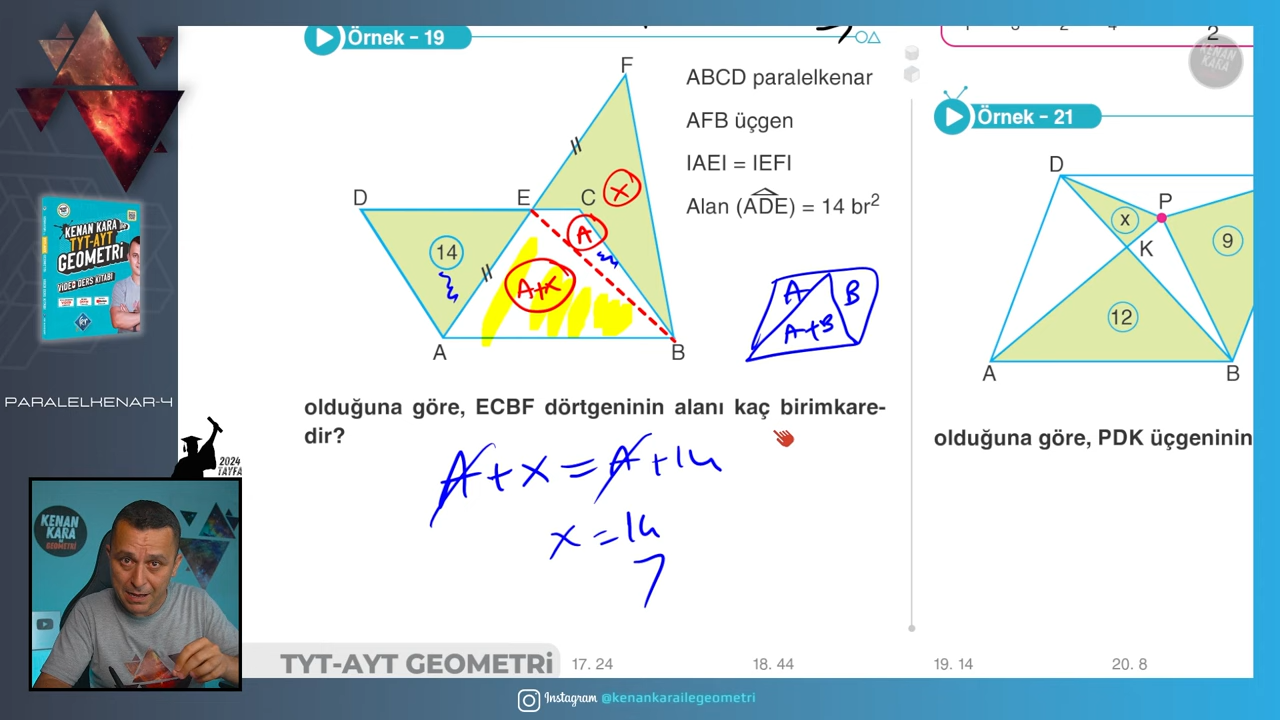 Örnek - 19
F
ABCD paralelkenar
AFB üçgen
IAEI = IEFI
Alan (ADE) = 14 br²
D
E
C
x
A
14
A+x
A
B
A
B
A+B
olduğuna göre, ECBF dörtgeninin alanı kaç birimkare-
dir?
A+x=A+14
x=14
2
KENAN KARA
Örnek - 21
D
P
x
9
K
12
A
B
olduğuna göre, PDK üçgeninin
KENAN KARA
TYT-AYT
GEOMETRİ
VİDEO DERS KİTABI
PARALELKENAR-4
2024
TAYFA
KENAN
KARA
GEOMETRİ
TYT-AYT GEOMETRİ
17. 24
18. 44
19. 14
20. 8
Instagram @kenankarailegeometri